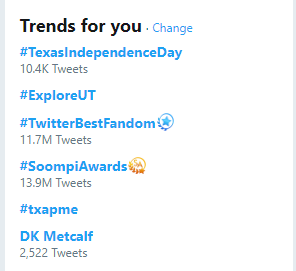 Trends for you · Change
#TexasIndependenceDay
10.4K Tweets
#ExploreUT
#TwitterBestFandom
11.7M Tweets
#SoompiAwards
13.9M Tweets
#txapme
DK Metcalf
2,522 Tweets